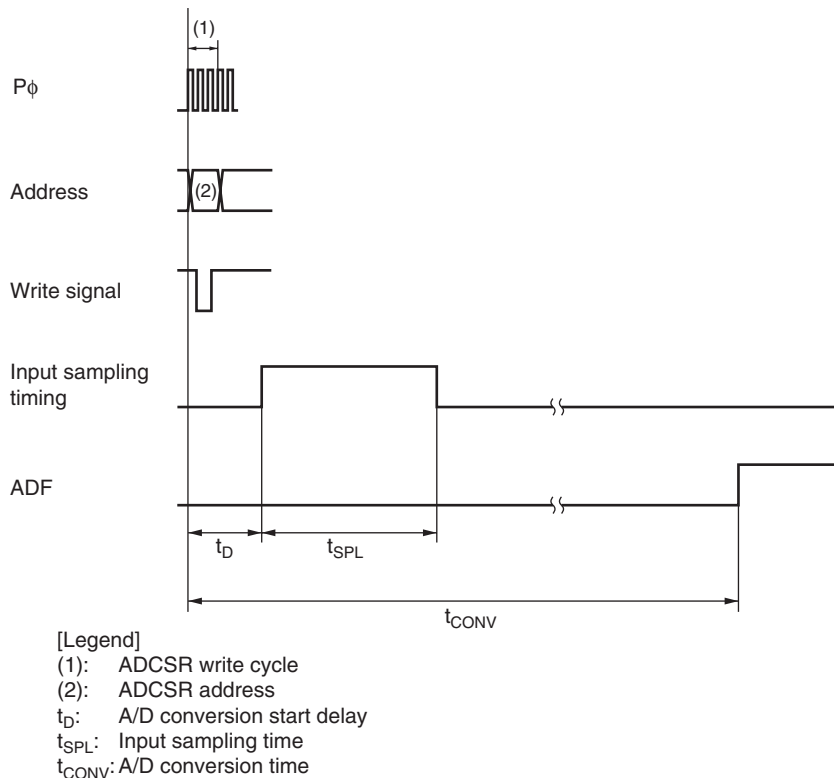 (1)
Pϕ
Address
(2)
Write signal
Input sampling
timing
ADF
tD
tSPL
tCONV
[Legend]
(1): ADCSR write cycle
(2): ADCSR address
tD: A/D conversion start delay
tSPL: Input sampling time
tCONV: A/D conversion time